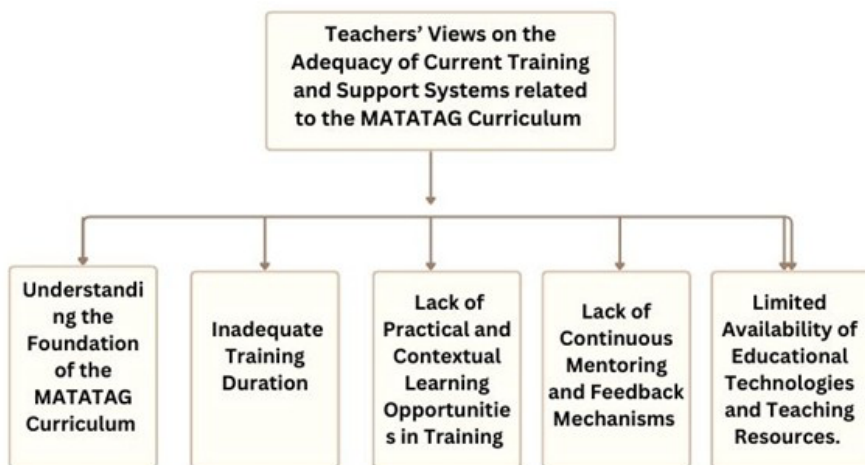 Teachers’ Views on the
Adequacy of Current Training
and Support Systems related
to the MATATAG Curriculum
Understandi
ng the
Foundation
of the
MATATAG
Curriculum
Inadequate
Training
Duration
Lack of
Practical and
Contextual
Learning
Opportunitie
s in Training
Lack of
Continuous
Mentoring
and Feedback
Mechanisms
Limited
Availability of
Educational
Technologies
and Teaching
Resources.